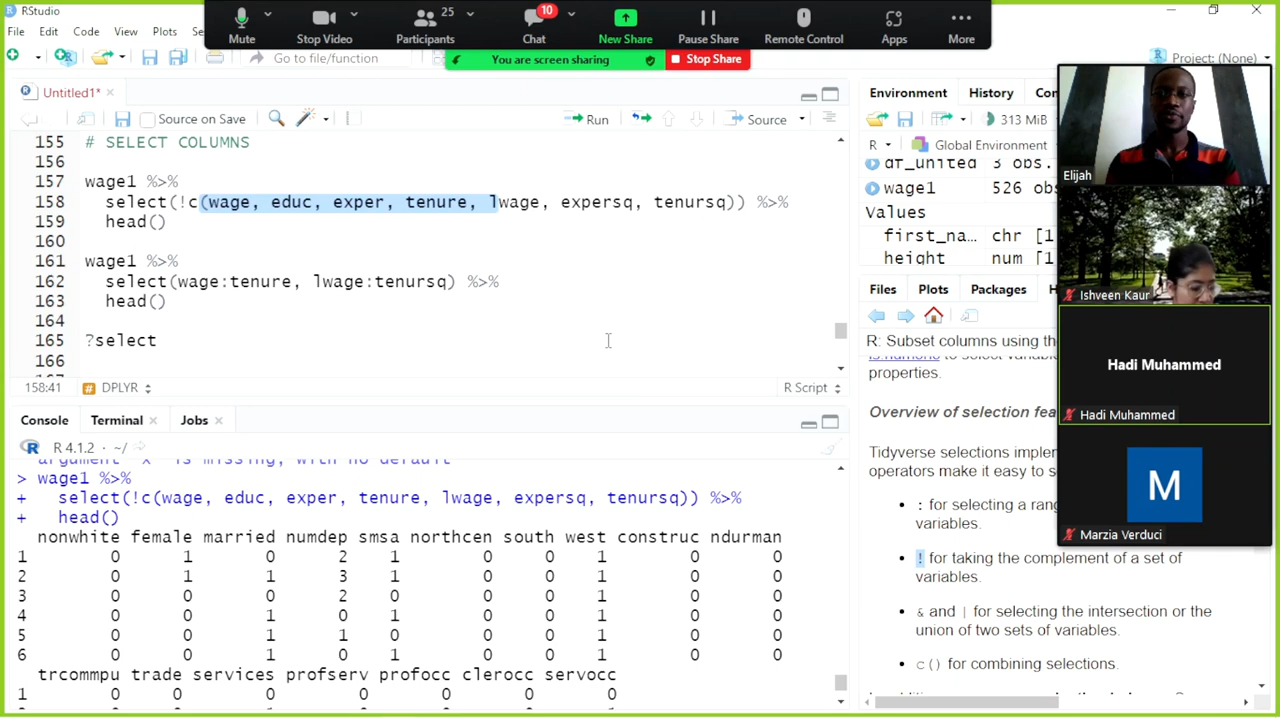 RStudio
File Edit Code View Plots
Mute
Stop Video
25
Participants
10
Chat
New Share
Pause Share
Remote Control
Apps
More
You are screen sharing
Stop Share
Go to file/function
Project: (None)
Untitled1*
Source on Save
Run
Source
155 # SELECT COLUMNS
156
157 wage1 %>%
158 select(!c(wage, educ, exper, tenure, lwage, expersq, tenursq)) %>%
159 head()
160
161 wage1 %>%
162 select(wage:tenure, lwage:tenursq) %>%
163 head()
164
165 ?select
166
158:41
# DPLYR
R Script
Console Terminal Jobs
R 4.1.2 · ~/
argument "x" is missing, with no default
> wage1 %>%
+ select(!c(wage, educ, exper, tenure, lwage, expersq, tenursq)) %>%
+ head()
nonwhite female married numdep smsa northcen south west construc ndurman
1 0 1 0 2 1 0 0 1 0 0
2 0 1 1 3 1 0 0 1 0 0
3 0 0 0 2 0 0 0 1 0 0
4 0 0 1 0 1 0 0 1 0 0
5 0 0 1 1 0 0 0 1 0 0
6 0 0 1 0 1 0 0 1 0 0
trcommpu trade services profserv profocc clerocc servocc
1 0 0 0 0 0 0 0
Environment History
313 MiB
R Global Environment
df_united 3 obs.
wage1 526 obs
Values
first_na… chr [1
height num [1
Files Plots Packages
R: Subset columns using
is.numeric to select
properties.
Overview of selection
Tidyverse selections
operators make it easy to
: for selecting a
variables.
! for taking the complement of a set of
variables.
& and | for selecting the intersection or the
union of two sets of variables.
c() for combining selections.
Elijah
Ishveen Kaur
Hadi Muhammed
Hadi Muhammed
M
Marzia Verduci